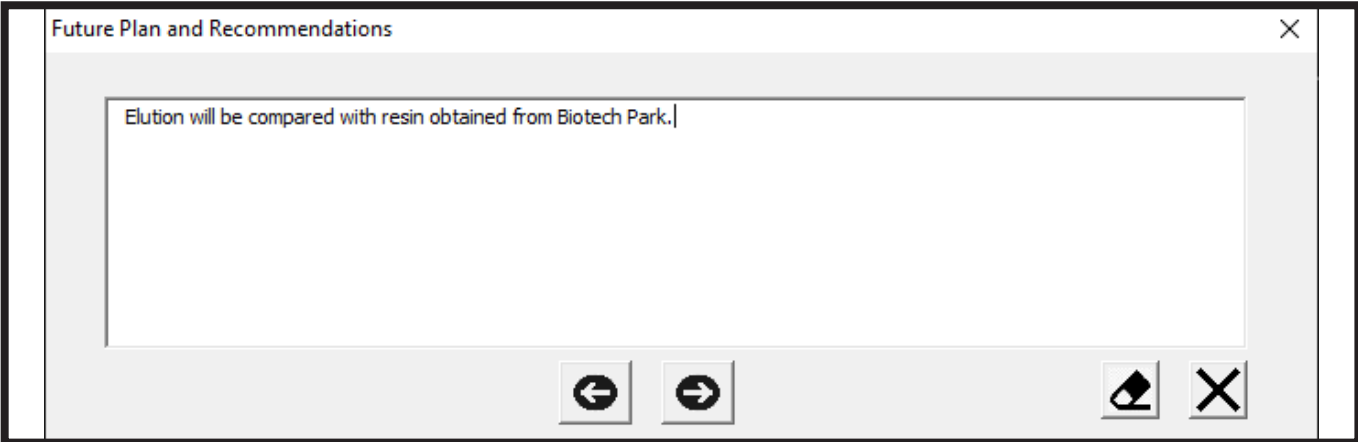 Future Plan and Recommendations
Elution will be compared with resin obtained from Biotech Park.